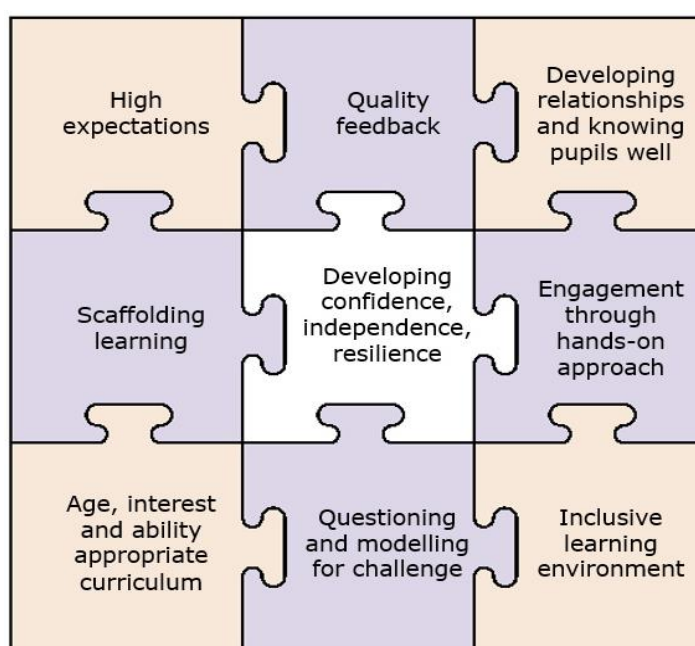 High
expectations
Quality
feedback
Developing
relationships
and knowing
pupils well
Scaffolding
learning
Developing
confidence,
independence,
resilience
Engagement
through
hands-on
approach
Age, interest
and ability
appropriate
curriculum
Questioning
and modelling
for challenge
Inclusive
learning
environment